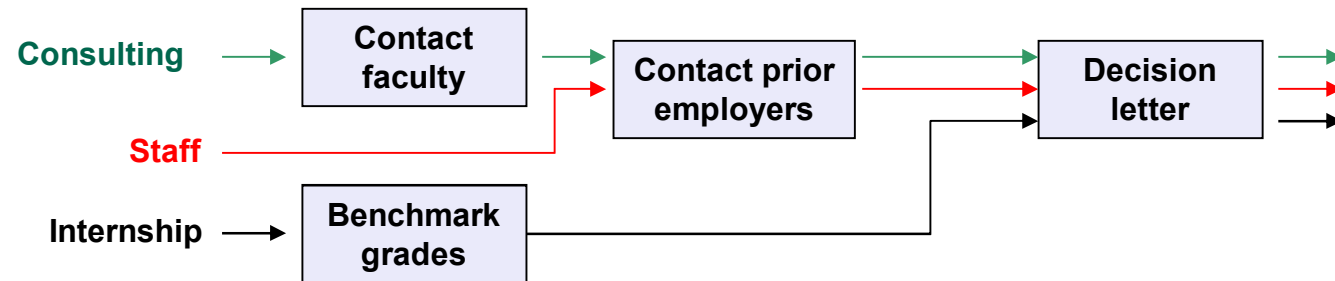 Consulting
Contact
faculty
Contact prior
employers
Decision
letter
Staff
Internship
Benchmark
grades